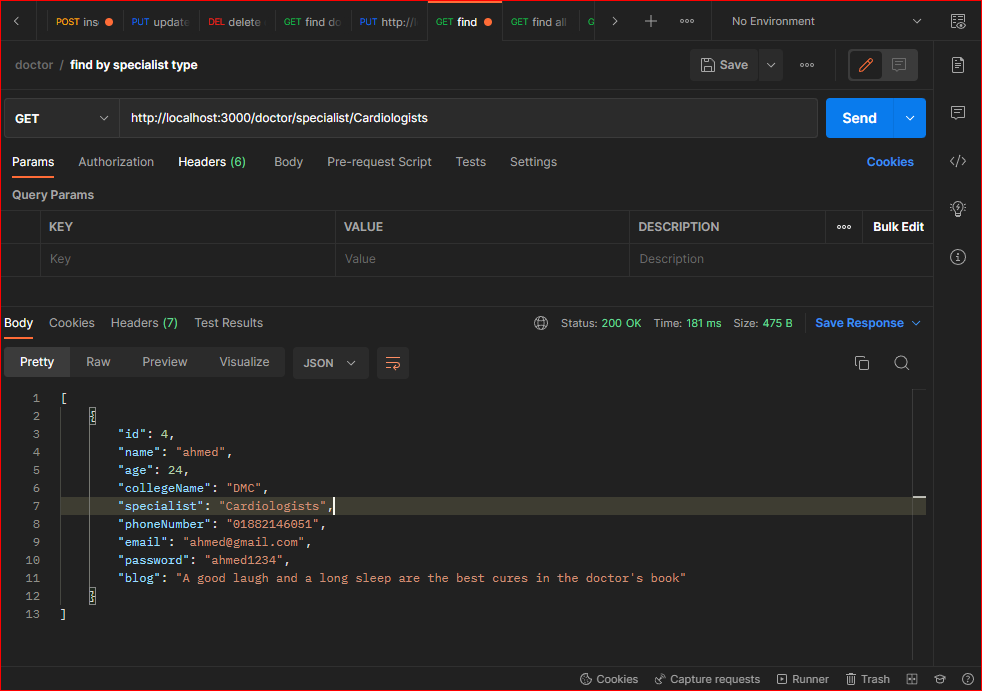 POST ins PUT update DEL delete GET find do PUT http://l GET find GET find all G No Environment
doctor / find by specialist type Save
GET http://localhost:3000/doctor/specialist/Cardiologists Send
Params Authorization Headers (6) Body Pre-request Script Tests Settings Cookies
Query Params
KEY VALUE DESCRIPTION Bulk Edit
Key Value Description
Body Cookies Headers (7) Test Results Status: 200 OK Time: 181 ms Size: 475 B Save Response
Pretty Raw Preview Visualize JSON
1 [
2 {
3 "id": 4,
4 "name": "ahmed",
5 "age": 24,
6 "collegeName": "DMC",
7 "specialist": "Cardiologists",
8 "phoneNumber": "01882146051",
9 "email": "ahmed@gmail.com",
10 "password": "ahmed1234",
11 "blog": "A good laugh and a long sleep are the best cures in the doctor's book"
12 }
13 ]
Cookies Capture requests Runner Trash